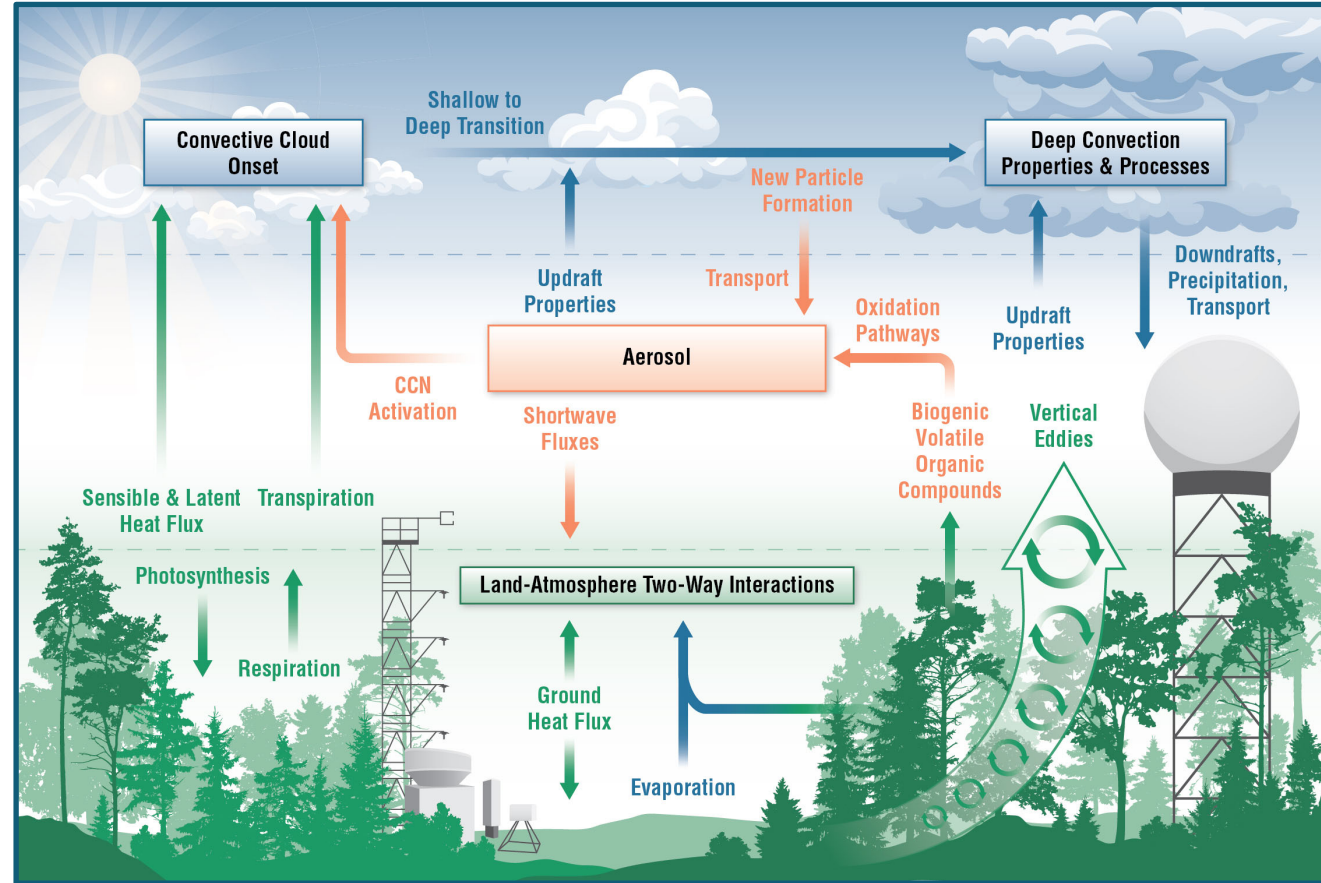 Shallow to
Deep Transition
Convective Cloud
Onset
Deep Convection
Properties & Processes
New Particle
Formation
Updraft
Properties
Transport
Downdrafts,
Precipitation,
Transport
Oxidation
Pathways
Updraft
Properties
Aerosol
CCN
Activation
Shortwave
Fluxes
Biogenic
Volatile
Organic
Compounds
Vertical
Eddies
Sensible & Latent
Heat Flux
Transpiration
Photosynthesis
Land-Atmosphere Two-Way Interactions
Respiration
Ground
Heat Flux
Evaporation